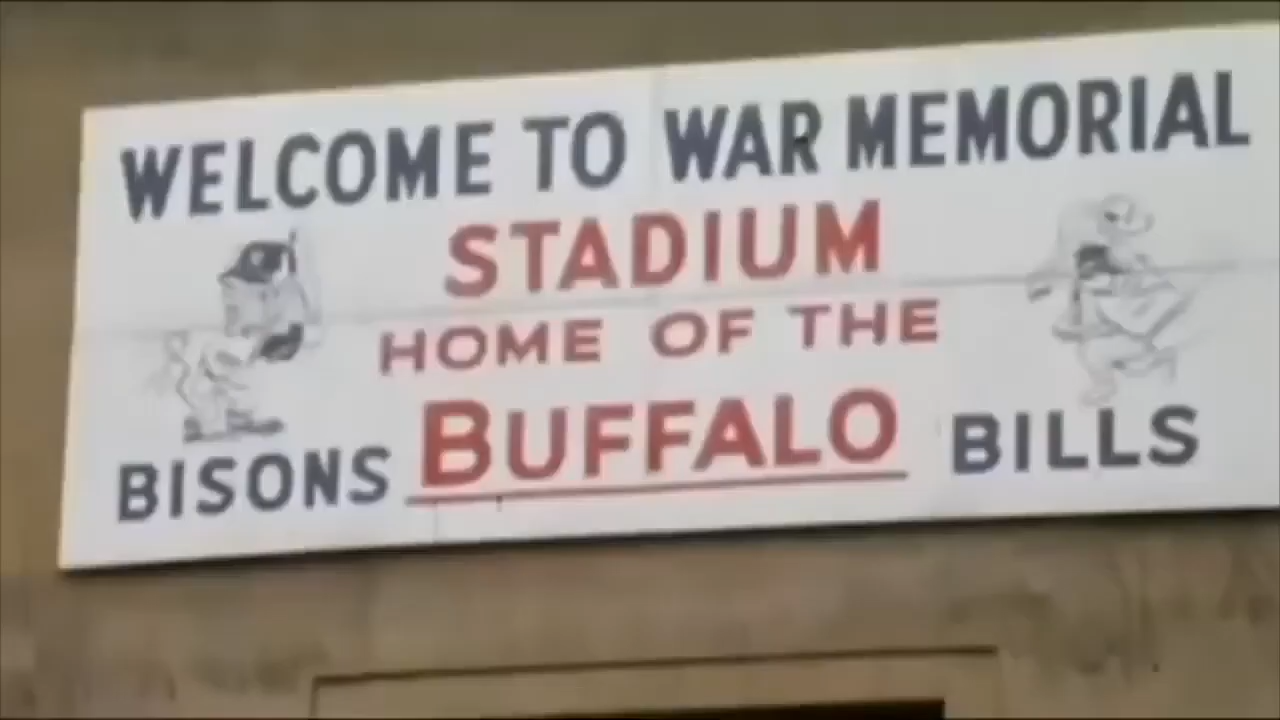 WELCOME TO WAR MEMORIAL
STADIUM
HOME OF THE
BISONS BUFFALO BILLS